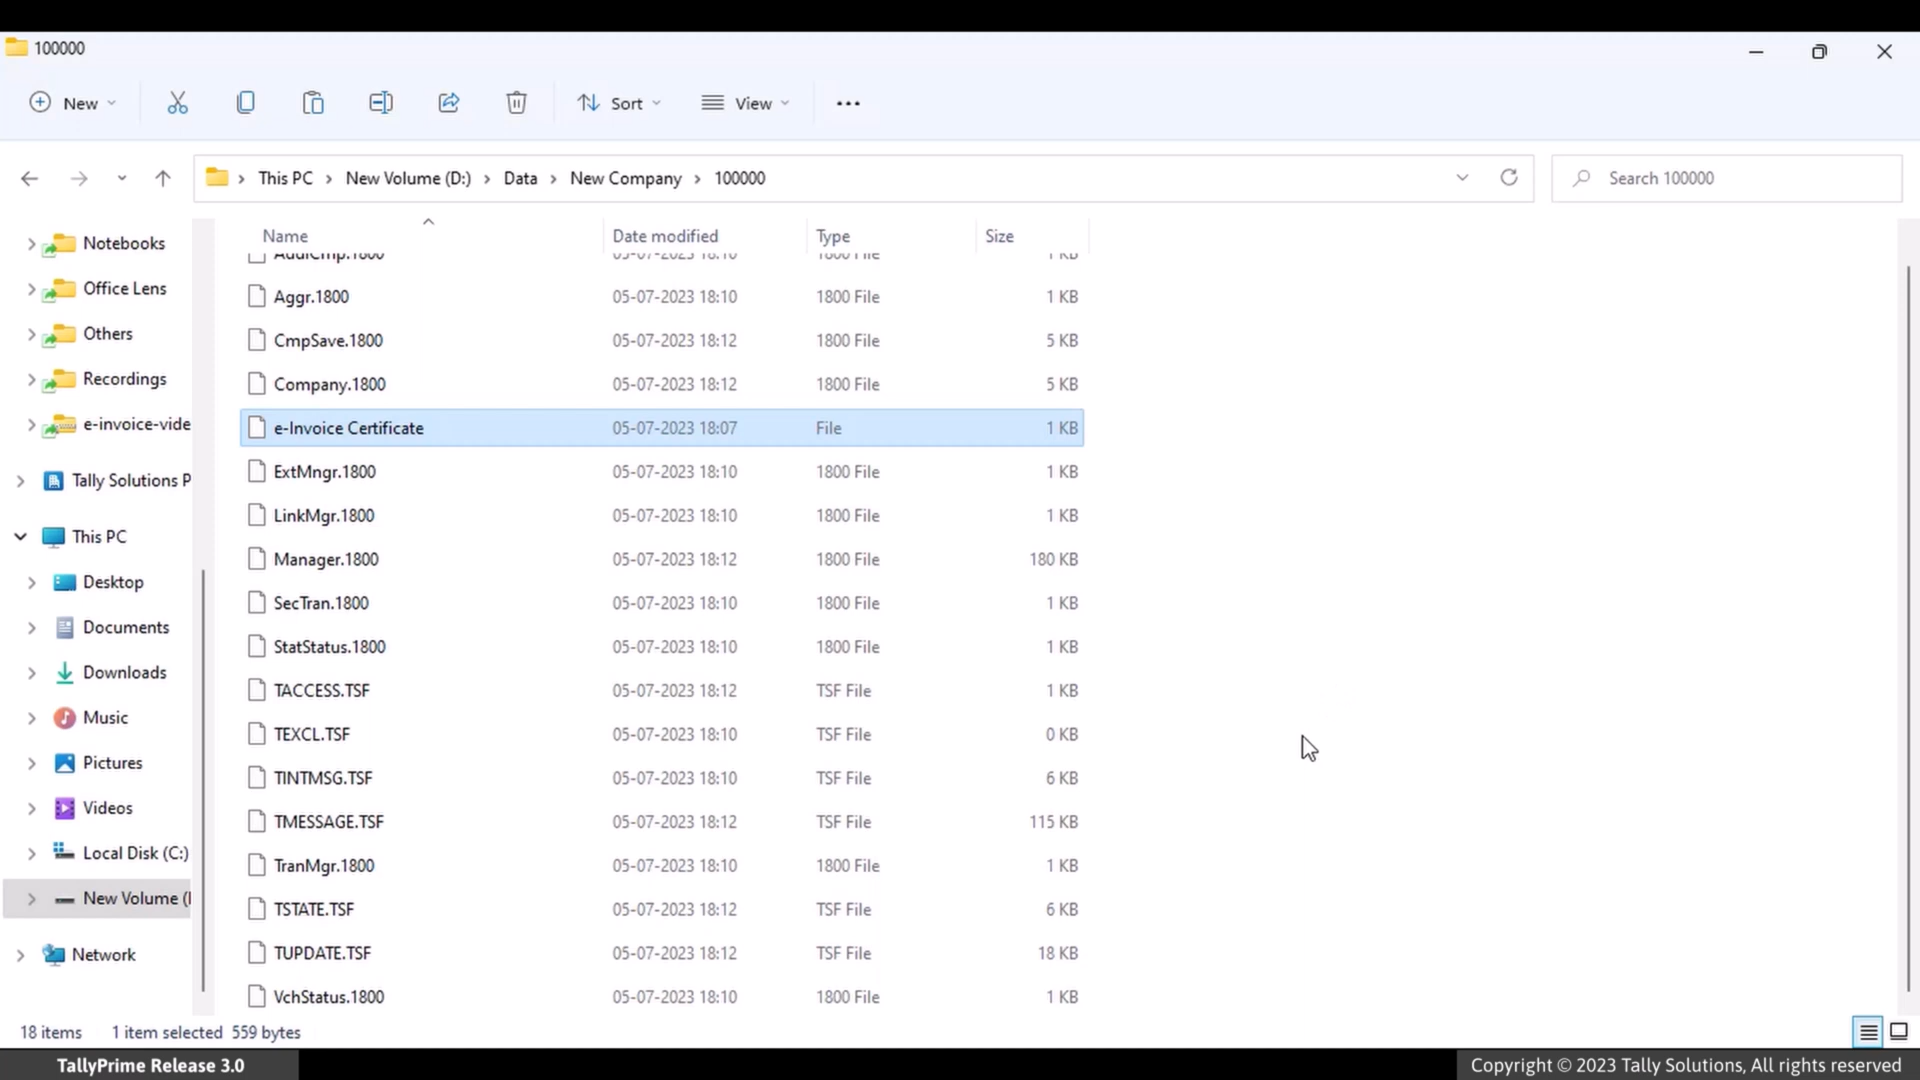 100000
New
Sort
View
This PC > New Volume (D:) > Data > New Company > 100000
Search 100000
Notebooks
Office Lens
Others
Recordings
e-invoice-vide
Tally Solutions P
This PC
Desktop
Documents
Downloads
Music
Pictures
Videos
Local Disk (C:)
New Volume (
Network
Name Date modified Type Size
AddlCmp.1800 05-07-2023 18:10 1800 File 1 KB
Aggr.1800 05-07-2023 18:10 1800 File 1 KB
CmpSave.1800 05-07-2023 18:12 1800 File 5 KB
Company.1800 05-07-2023 18:12 1800 File 5 KB
e-Invoice Certificate 05-07-2023 18:07 File 1 KB
ExtMngr.1800 05-07-2023 18:10 1800 File 1 KB
LinkMgr.1800 05-07-2023 18:10 1800 File 1 KB
Manager.1800 05-07-2023 18:12 1800 File 180 KB
SecTran.1800 05-07-2023 18:10 1800 File 1 KB
StatStatus.1800 05-07-2023 18:10 1800 File 1 KB
TACCESS.TSF 05-07-2023 18:12 TSF File 1 KB
TEXCL.TSF 05-07-2023 18:10 TSF File 0 KB
TINTMSG.TSF 05-07-2023 18:10 TSF File 6 KB
TMESSAGE.TSF 05-07-2023 18:12 TSF File 115 KB
TranMgr.1800 05-07-2023 18:10 1800 File 1 KB
TSTATE.TSF 05-07-2023 18:12 TSF File 6 KB
TUPDATE.TSF 05-07-2023 18:12 TSF File 18 KB
VchStatus.1800 05-07-2023 18:10 1800 File 1 KB
18 items 1 item selected 559 bytes
TallyPrime Release 3.0
Copyright © 2023 Tally Solutions, All rights reserved